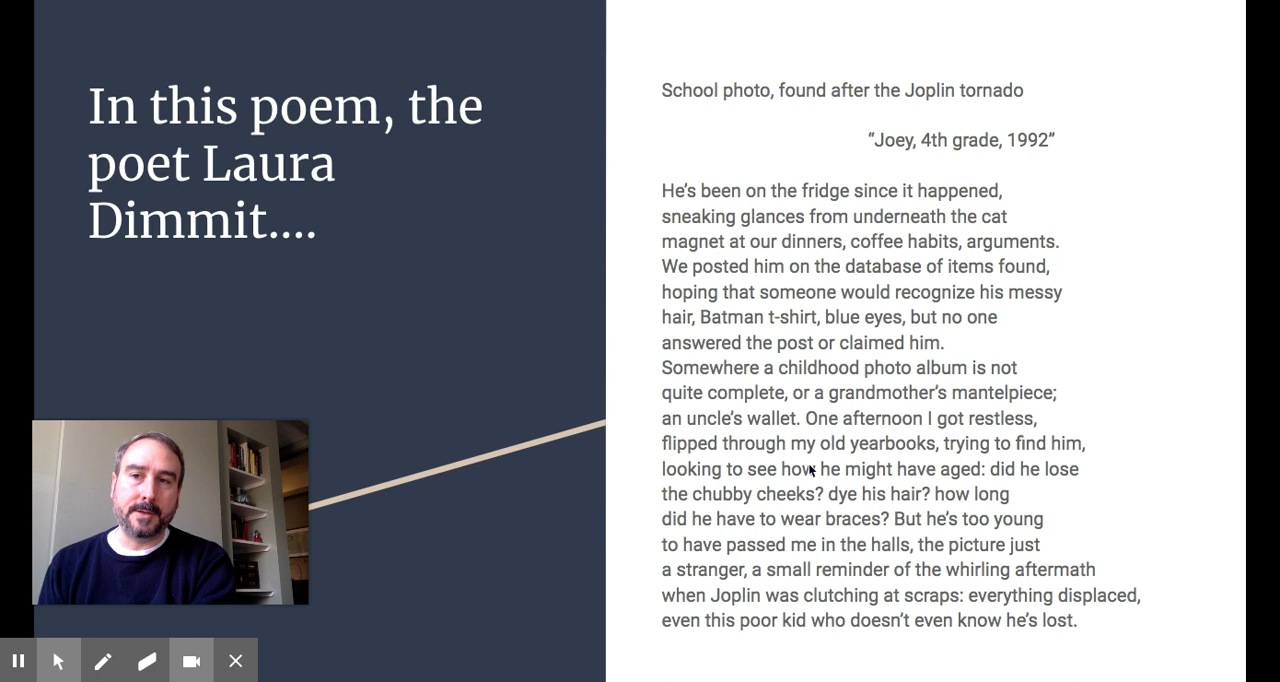 In this poem, the
poet Laura
Dimmit....
School photo, found after the Joplin tornado
“Joey, 4th grade, 1992”
He’s been on the fridge since it happened,
sneaking glances from underneath the cat
magnet at our dinners, coffee habits, arguments.
We posted him on the database of items found,
hoping that someone would recognize his messy
hair, Batman t-shirt, blue eyes, but no one
answered the post or claimed him.
Somewhere a childhood photo album is not
quite complete, or a grandmother’s mantelpiece;
an uncle’s wallet. One afternoon I got restless,
flipped through my old yearbooks, trying to find him,
looking to see how he might have aged: did he lose
the chubby cheeks? dye his hair? how long
did he have to wear braces? But he’s too young
to have passed me in the halls, the picture just
a stranger, a small reminder of the whirling aftermath
when Joplin was clutching at scraps: everything displaced,
even this poor kid who doesn’t even know he’s lost.